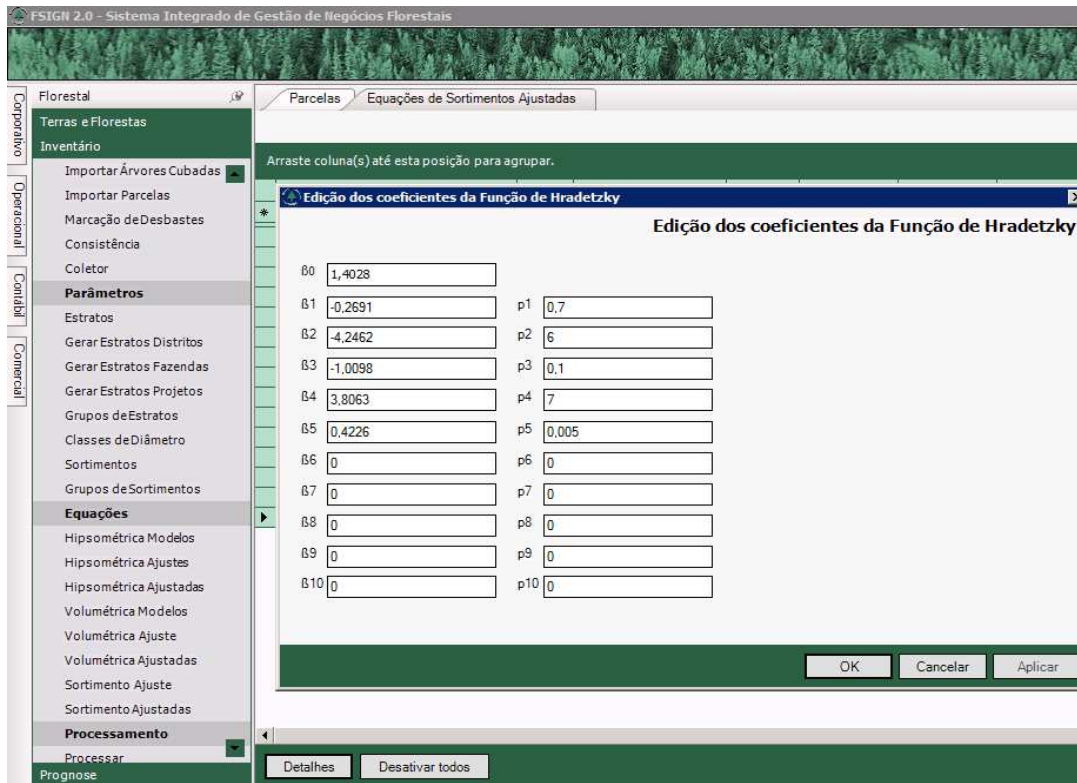 FSIGN 2.0 - Sistema Integrado de Gestão de Negócios Florestais
Corporativo
Operacional
Contábil
Comercial
Florestal
Terras e Florestas
Inventário
Importar Árvores Cubadas
Importar Parcelas
Marcação de Desbastes
Consistência
Coletor
Parâmetros
Estratos
Gerar Estratos Distritos
Gerar Estratos Fazendas
Gerar Estratos Projetos
Grupos de Estratos
Classes de Diâmetro
Sortimentos
Grupos de Sortimentos
Equações
Hipsométrica Modelos
Hipsométrica Ajustes
Hipsométrica Ajustadas
Volumétrica Modelos
Volumétrica Ajuste
Volumétrica Ajustadas
Sortimento Ajuste
Sortimento Ajustadas
Processamento
Processar
Prognose
Parcelas Equações de Sortimentos Ajustadas
Arraste coluna(s) até esta posição para agrupar.
Edição dos coeficientes da Função de Hradetzky
Edição dos coeficientes da Função de Hradetzky
ß0 1,4028
ß1 -0,2691 p1 0,7
ß2 -4,2462 p2 6
ß3 -1,0098 p3 0,1
ß4 3,8063 p4 7
ß5 0,4226 p5 0,005
ß6 0 p6 0
ß7 0 p7 0
ß8 0 p8 0
ß9 0 p9 0
ß10 0 p10 0
OK Cancelar Aplicar
Detalhes Desativar todos